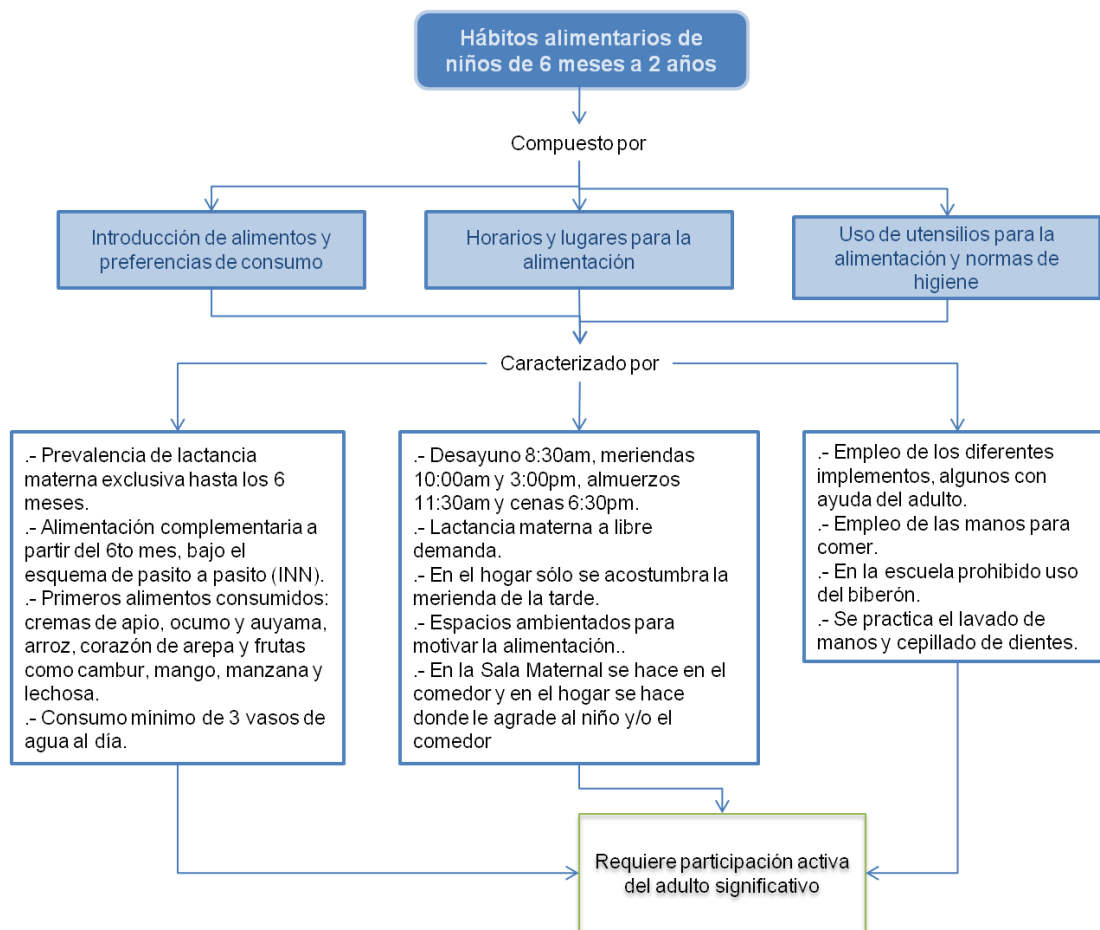 Hábitos alimentarios de
niños de 6 meses a 2 años
Compuesto por
Introducción de alimentos y
preferencias de consumo
Horarios y lugares para la
alimentación
Uso de utensilios para la
alimentación y normas de
higiene
Caracterizado por
.- Prevalencia de lactancia
materna exclusiva hasta los 6
meses.
.- Alimentación complementaria a
partir del 6to mes, bajo el
esquema de pasito a pasito (INN).
.- Primeros alimentos consumidos:
cremas de apio, ocumo y auyama,
arroz, corazón de arepa y frutas
como cambur, mango, manzana y
lechosa.
.- Consumo mínimo de 3 vasos de
agua al día.
.- Desayuno 8:30am, meriendas
10:00am y 3:00pm, almuerzos
11:30am y cenas 6:30pm.
.- Lactancia materna a libre
demanda.
.- En el hogar sólo se acostumbra la
merienda de la tarde.
.- Espacios ambientados para
motivar la alimentación..
.- En la Sala Maternal se hace en el
comedor y en el hogar se hace
donde le agrade al niño y/o el
comedor
.- Empleo de los diferentes
implementos, algunos con
ayuda del adulto.
.- Empleo de las manos para
comer.
.- En la escuela prohibido uso
del biberón.
.- Se practica el lavado de
manos y cepillado de dientes.
Requiere participación activa
del adulto significativo